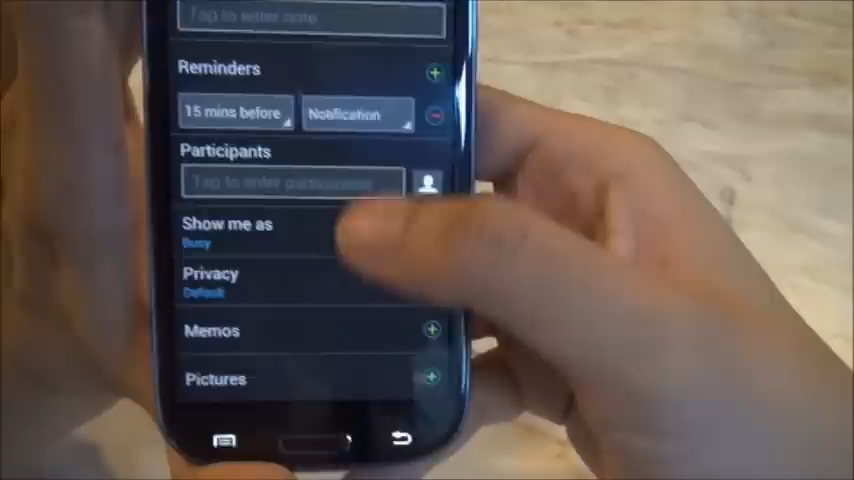 Tap to enter note
Reminders
15 mins before
Notification
Participants
Tap to enter participants
Show me as
Busy
Privacy
Default
Memos
Pictures